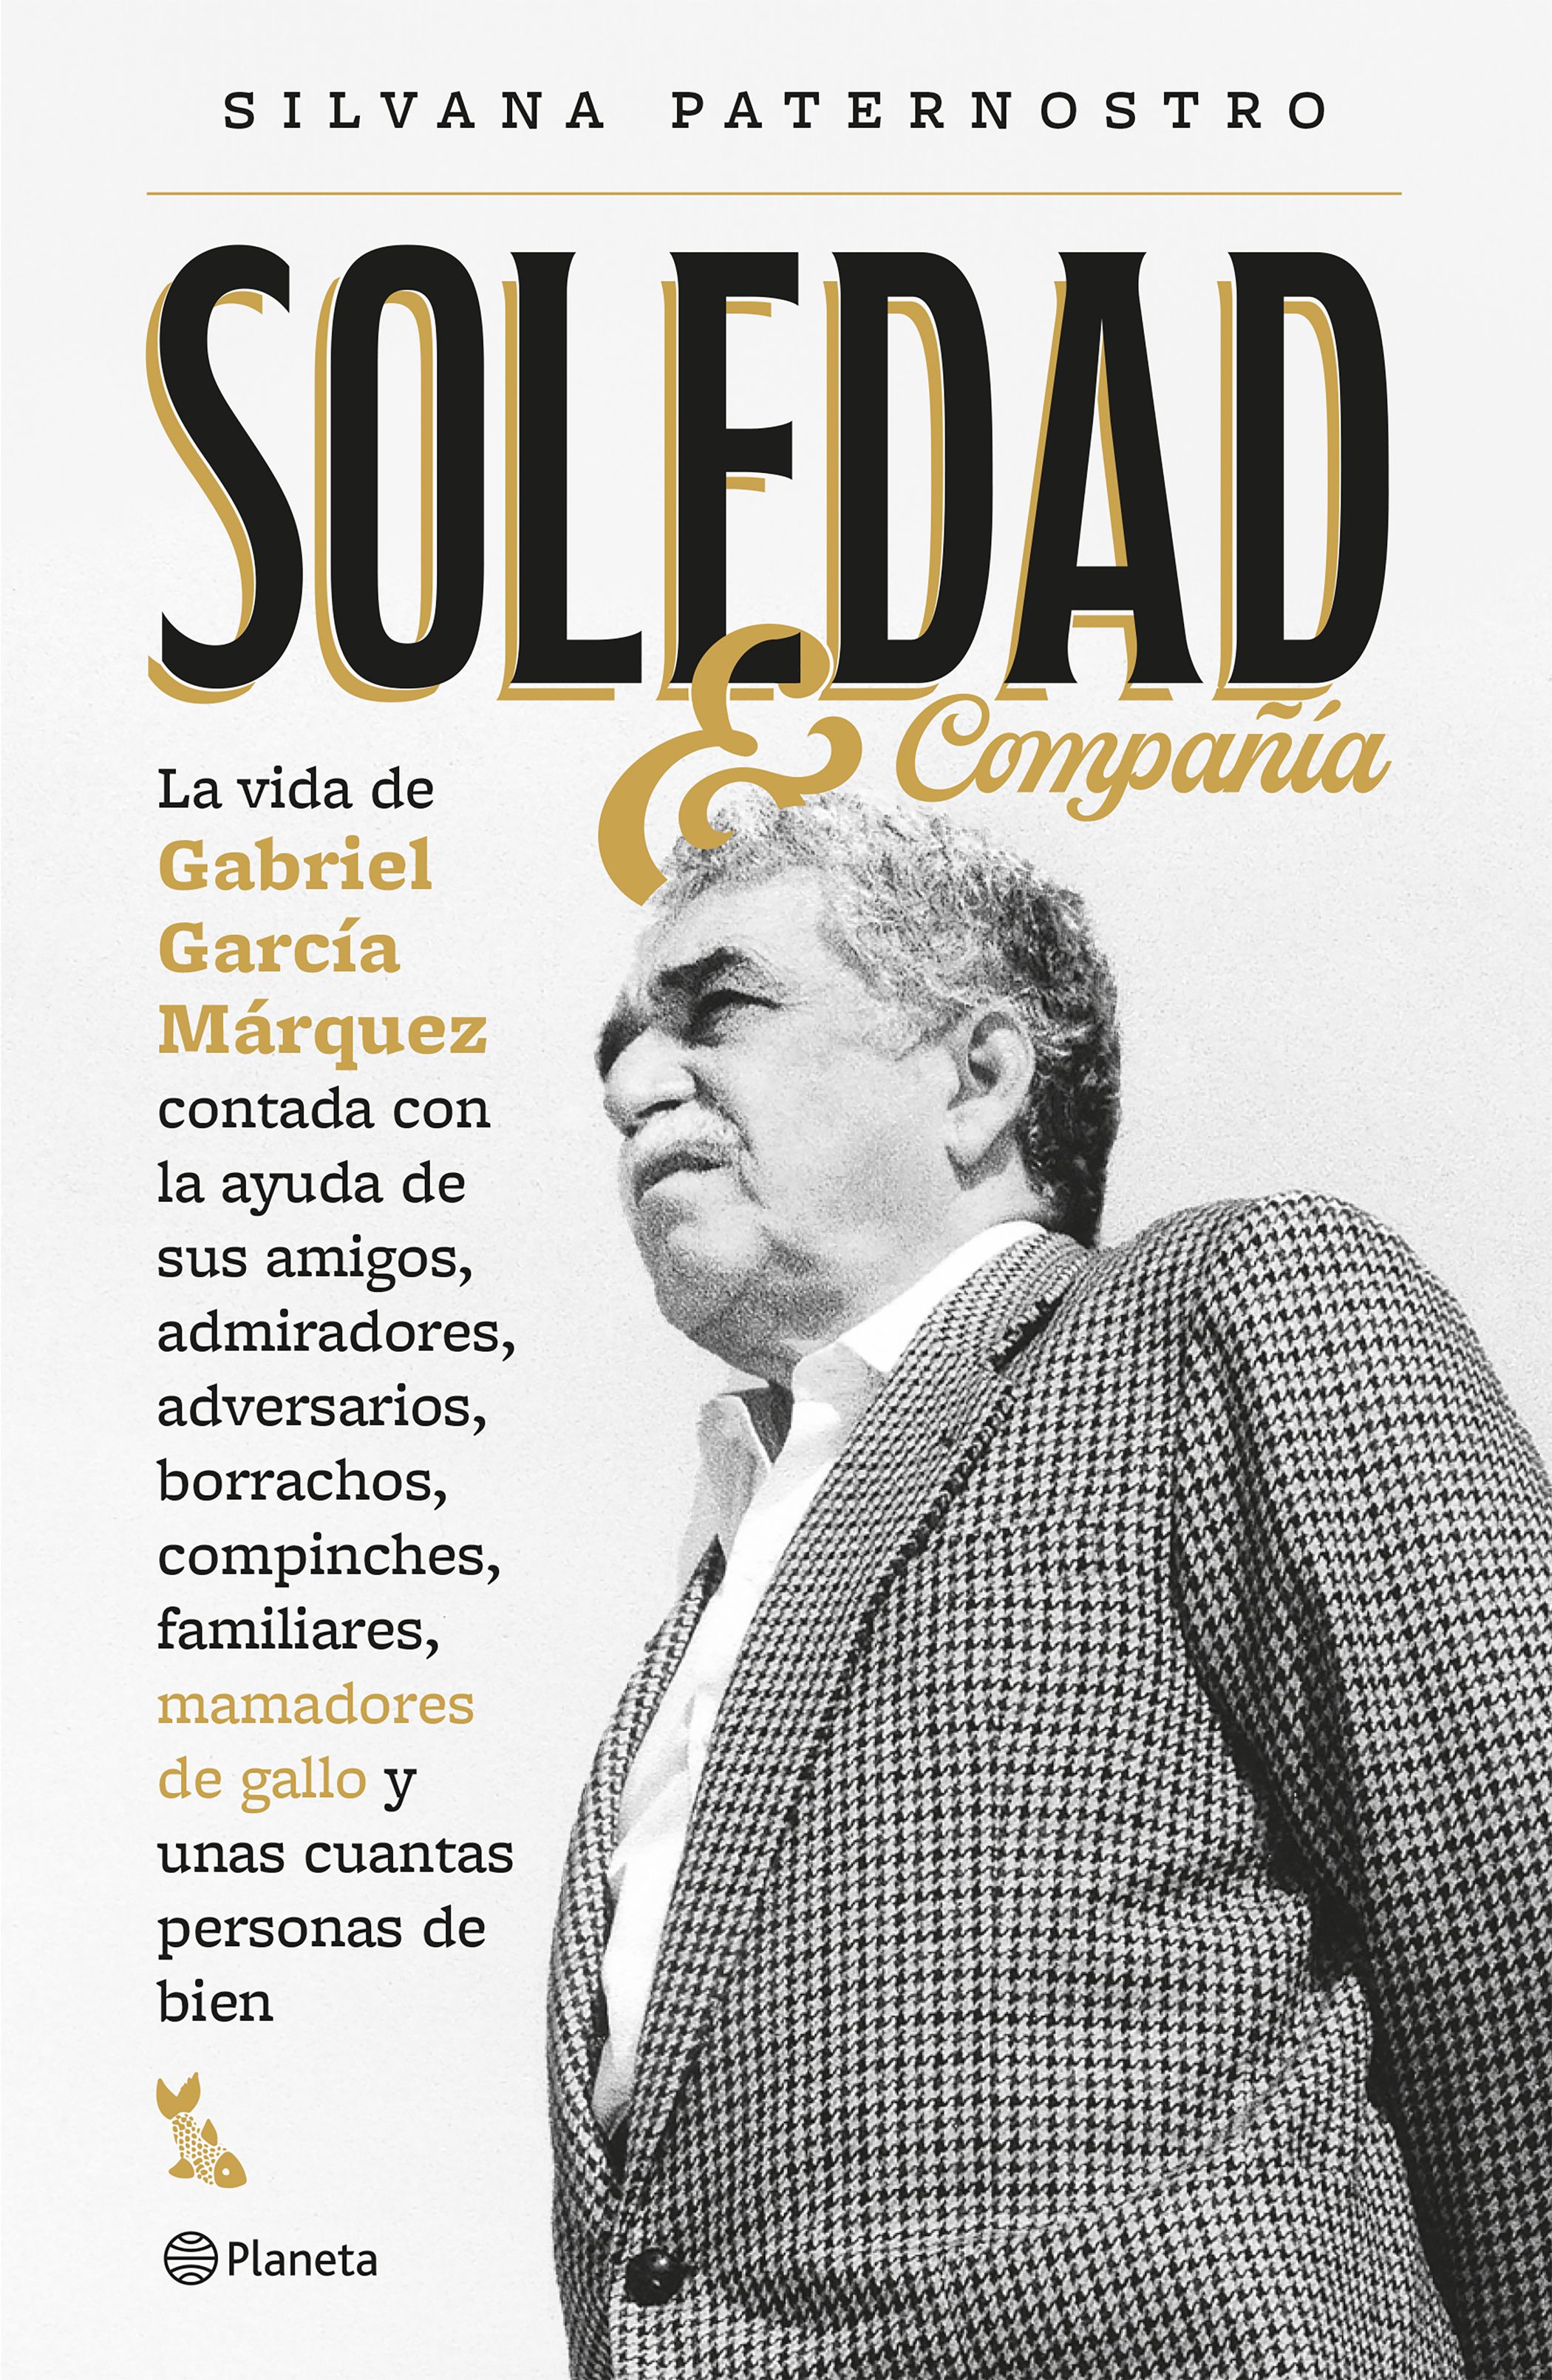 SILVANA PATERNOSTRO
SOLEDAD
& Compañía
La vida de
Gabriel
García
Márquez
contada con
la ayuda de
sus amigos,
admiradores,
adversarios,
borrachos,
compinches,
familiares,
mamadores
de gallo y
unas cuantas
personas de
bien
Planeta